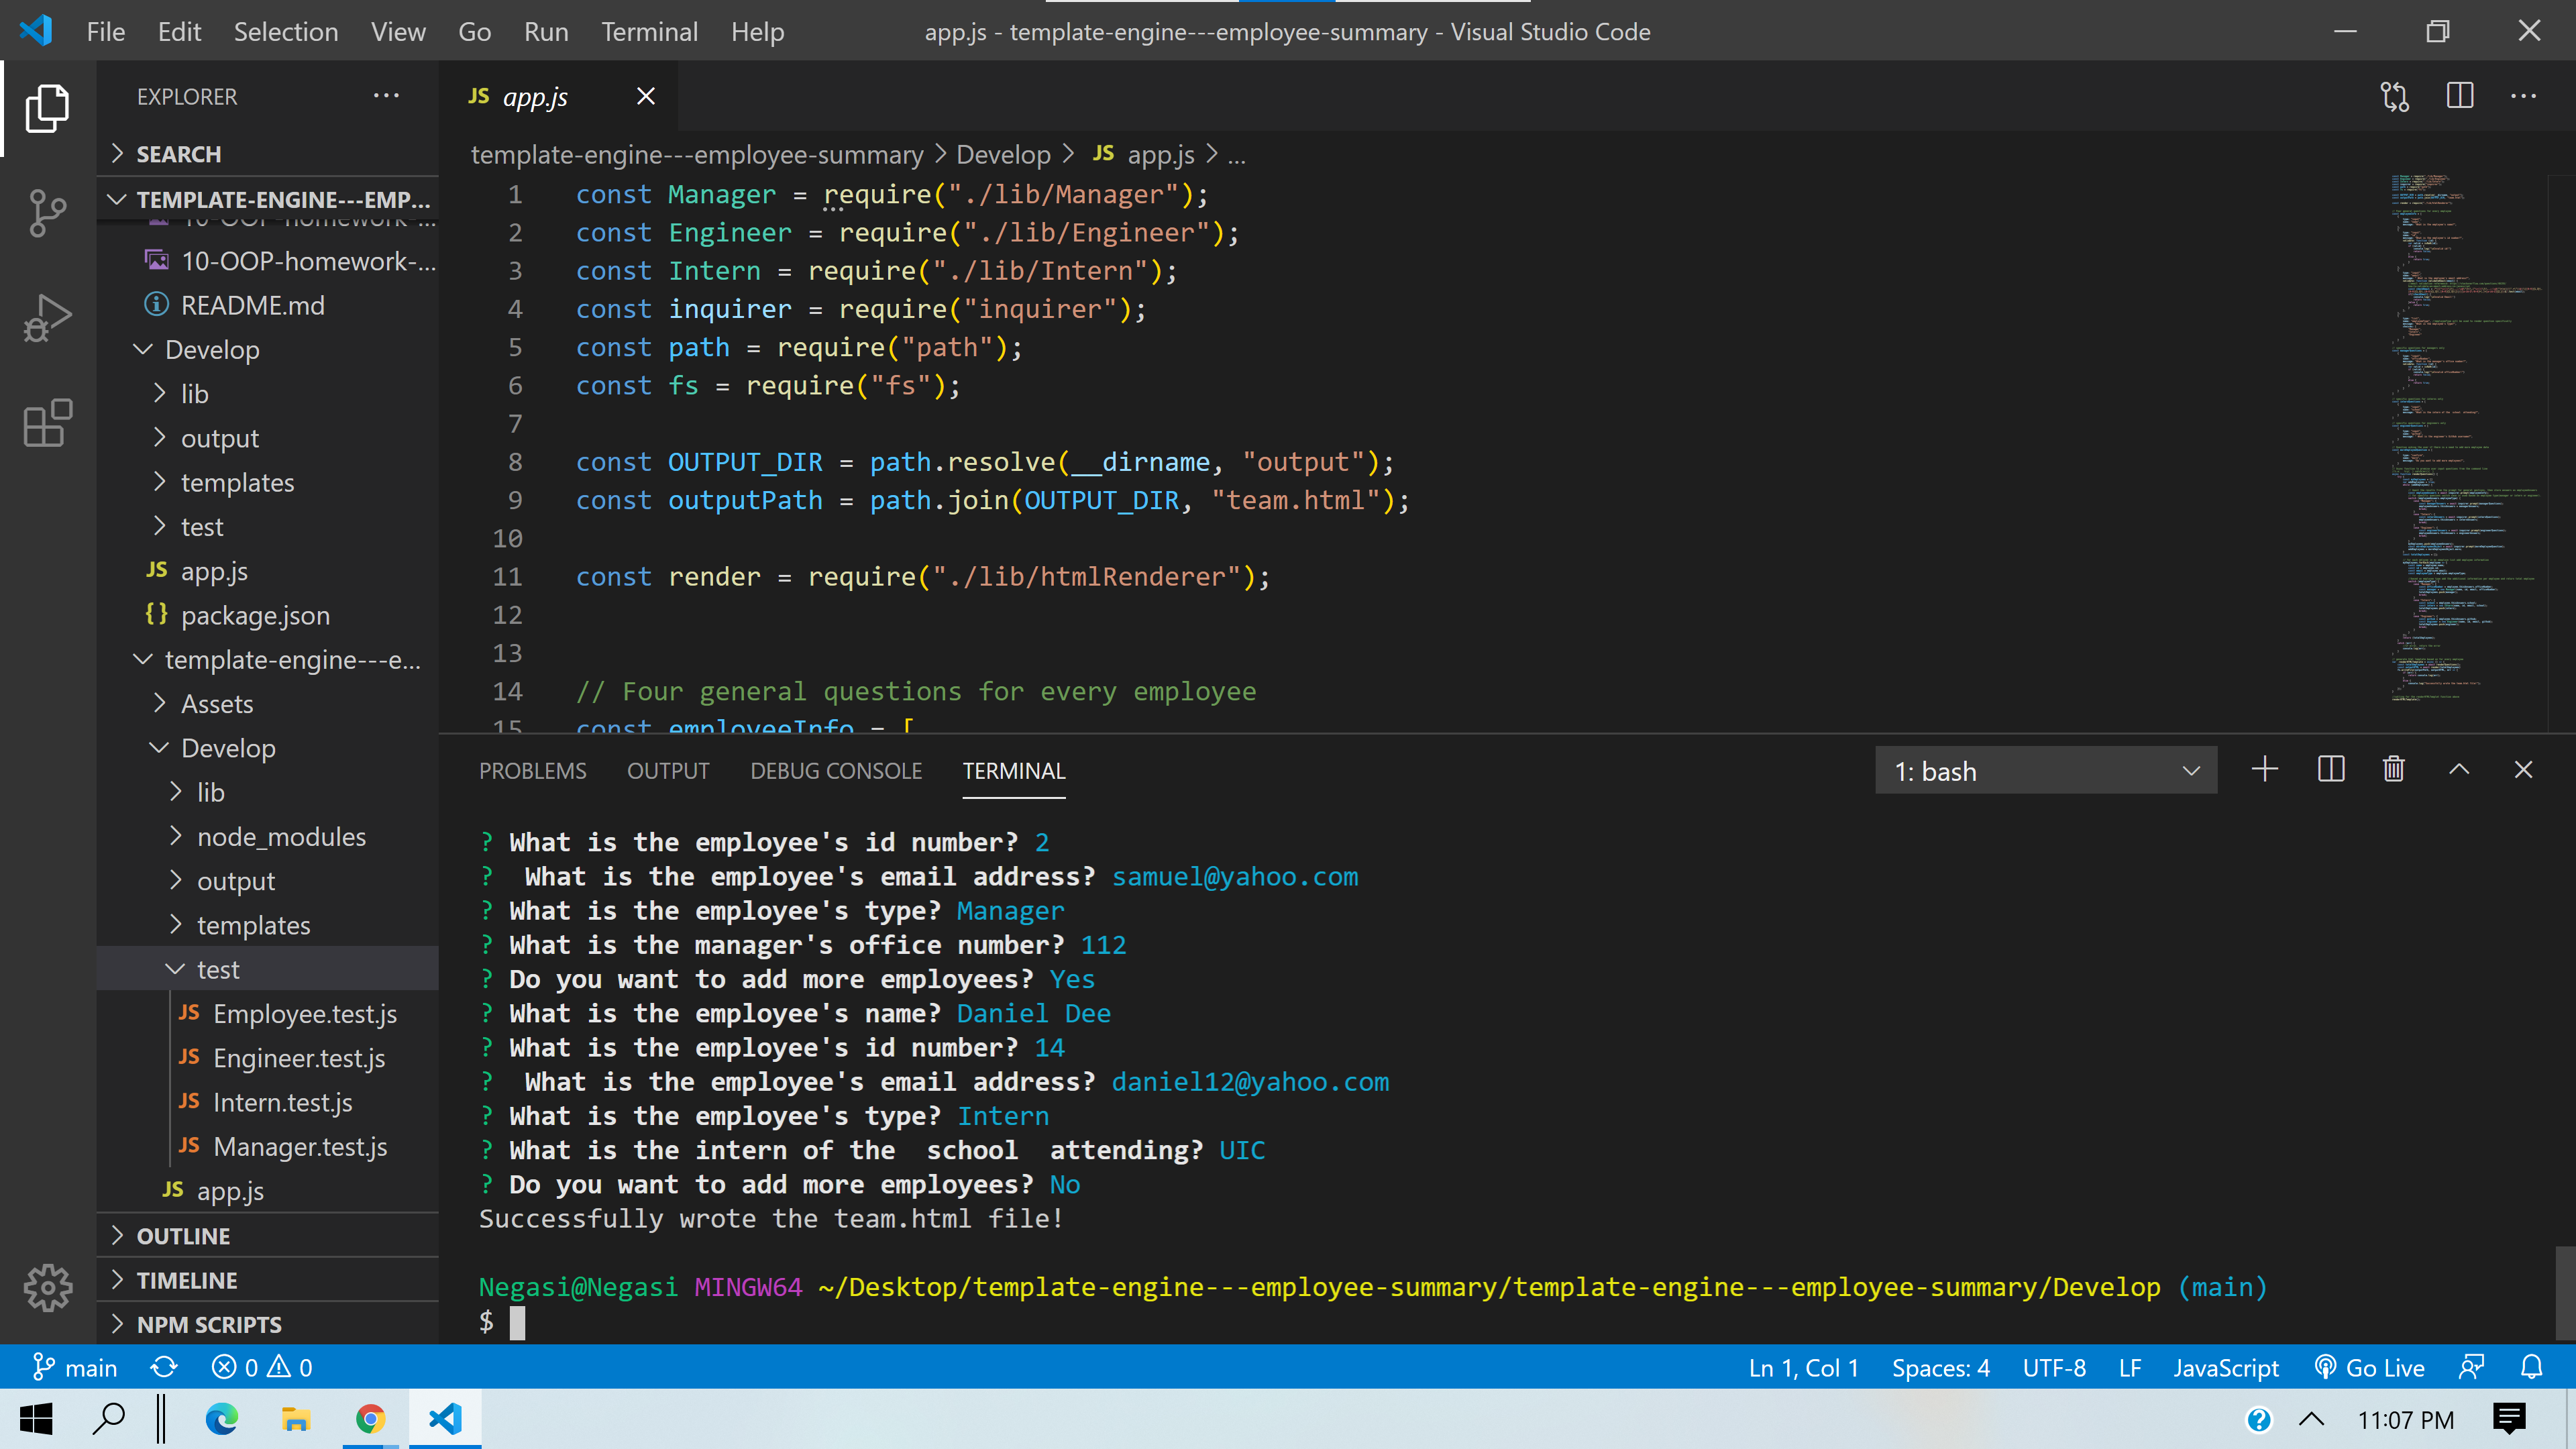 File Edit Selection View Go Run Terminal Help
app.js - template-engine---employee-summary - Visual Studio Code
EXPLORER
SEARCH
TEMPLATE-ENGINE---EMP...
10-OOP-homework-...
10-OOP-homework-...
README.md
Develop
lib
output
templates
test
JS app.js
{} package.json
template-engine---e...
Assets
Develop
lib
node_modules
output
templates
test
JS Employee.test.js
JS Engineer.test.js
JS Intern.test.js
JS Manager.test.js
JS app.js
OUTLINE
TIMELINE
NPM SCRIPTS
JS app.js
template-engine---employee-summary > Develop > JS app.js > ...
1 const Manager = require("./lib/Manager");
2 const Engineer = require("./lib/Engineer");
3 const Intern = require("./lib/Intern");
4 const inquirer = require("inquirer");
5 const path = require("path");
6 const fs = require("fs");
7
8 const OUTPUT_DIR = path.resolve(__dirname, "output");
9 const outputPath = path.join(OUTPUT_DIR, "team.html");
10
11 const render = require("./lib/htmlRenderer");
12
13
14 // Four general questions for every employee
15 const employeeInfo = [
PROBLEMS OUTPUT DEBUG CONSOLE TERMINAL
1: bash
? What is the employee's id number? 2
?  What is the employee's email address? samuel@yahoo.com
? What is the employee's type? Manager
? What is the manager's office number? 112
? Do you want to add more employees? Yes
? What is the employee's name? Daniel Dee
? What is the employee's id number? 14
?  What is the employee's email address? daniel12@yahoo.com
? What is the employee's type? Intern
? What is the intern of the  school  attending? UIC
? Do you want to add more employees? No
Successfully wrote the team.html file!
Negasi@Negasi MINGW64 ~/Desktop/template-engine---employee-summary/template-engine---employee-summary/Develop (main)
$
main 0 0
Ln 1, Col 1 Spaces: 4 UTF-8 LF JavaScript Go Live
11:07 PM